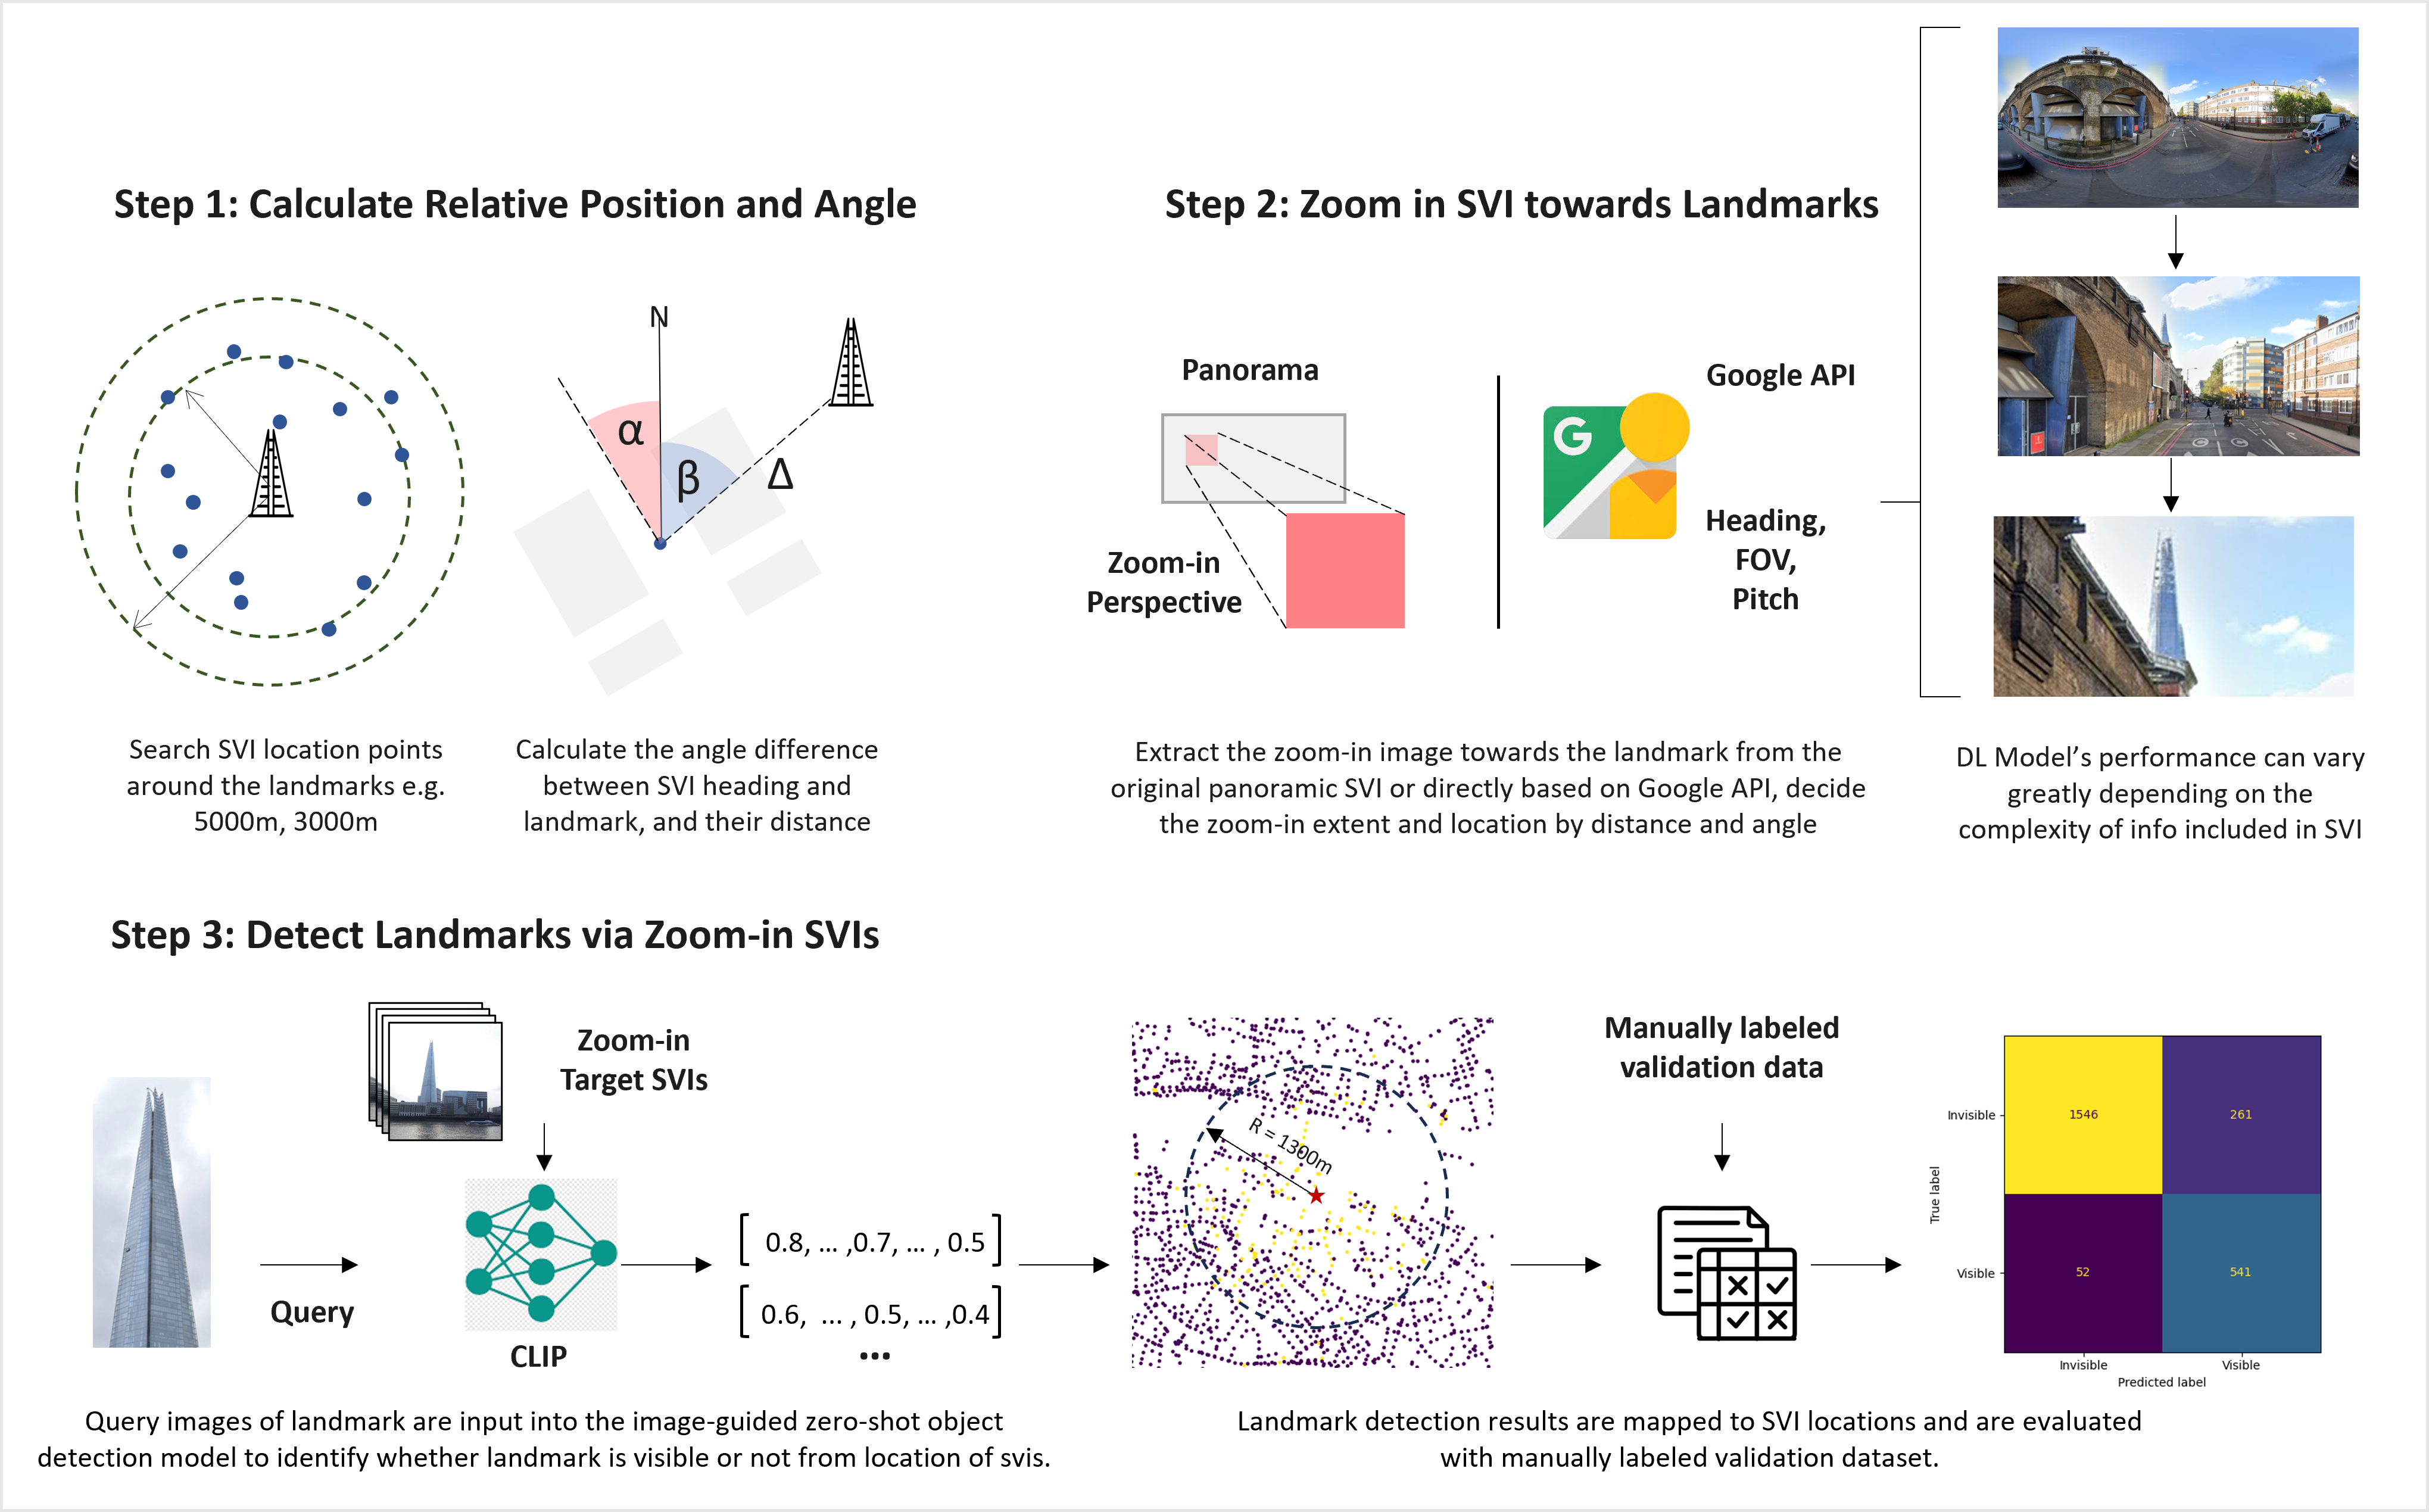 Step 1: Calculate Relative Position and Angle
N
α
β
Δ
Search SVI location points
around the landmarks e.g.
5000m, 3000m
Calculate the angle difference
between SVI heading and
landmark, and their distance
Step 2: Zoom in SVI towards Landmarks
Panorama
Zoom-in
Perspective
G
Google API
Heading,
FOV,
Pitch
Extract the zoom-in image towards the landmark from the
original panoramic SVI or directly based on Google API, decide
the zoom-in extent and location by distance and angle
DL Model’s performance can vary
greatly depending on the
complexity of info included in SVI
Step 3: Detect Landmarks via Zoom-in SVIs
Zoom-in
Target SVIs
Query
CLIP
[ 0.8, ... ,0.7, ... , 0.5 ]
[ 0.6, ... , 0.5, ... ,0.4 ]
...
Query images of landmark are input into the image-guided zero-shot object
detection model to identify whether landmark is visible or not from location of svis.
R = 1300m
Manually labeled
validation data
True label
Invisible
1546
261
Visible
52
541
Invisible
Visible
Predicted label
Landmark detection results are mapped to SVI locations and are evaluated
with manually labeled validation dataset.